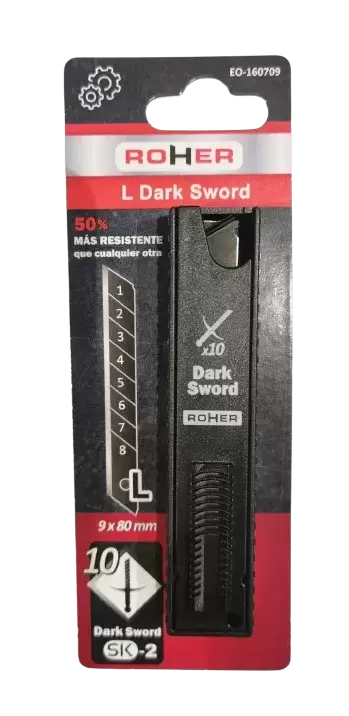 EO-160709
ROHER
L Dark Sword
50%
MÁS RESISTENTE
que cualquier otra
1
2
3
4
5
6
7
8
L
9 x 80 mm
10
Dark Sword
SK-2
x10
Dark
Sword
ROHER